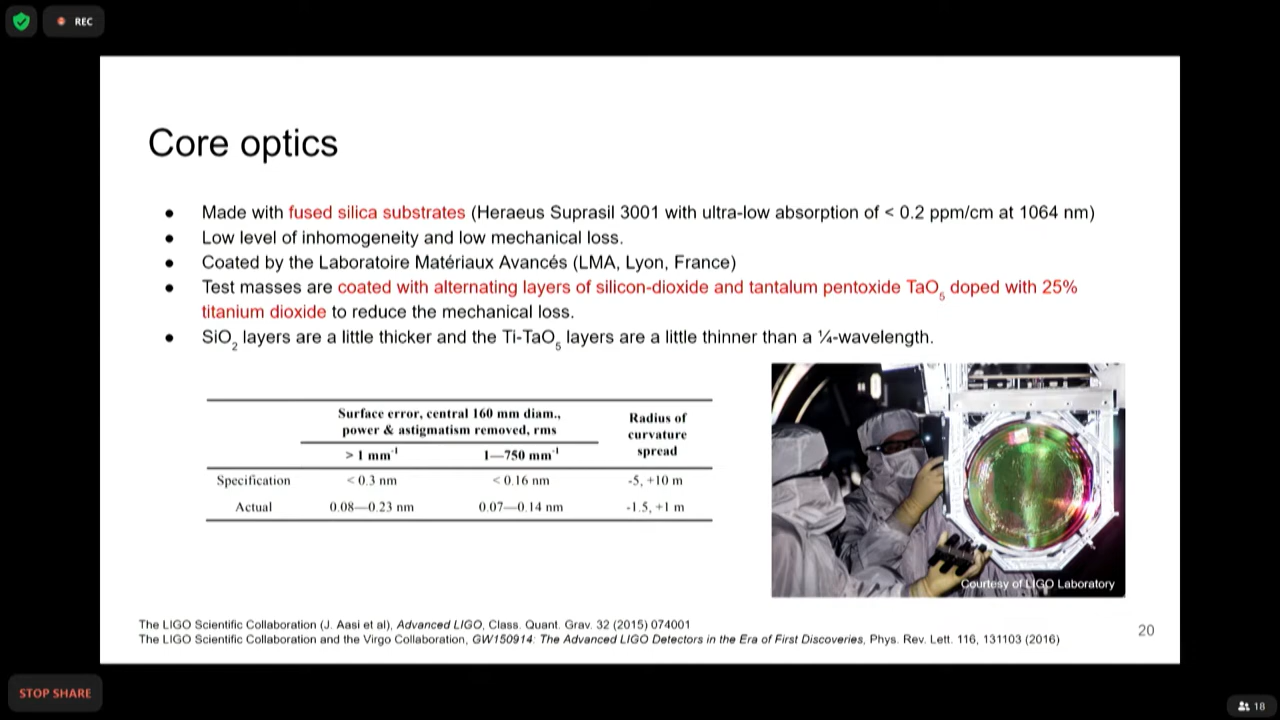 REC
Core optics
● Made with fused silica substrates (Heraeus Suprasil 3001 with ultra-low absorption of < 0.2 ppm/cm at 1064 nm)
● Low level of inhomogeneity and low mechanical loss.
● Coated by the Laboratoire Matériaux Avancés (LMA, Lyon, France)
● Test masses are coated with alternating layers of silicon-dioxide and tantalum pentoxide TaO5 doped with 25%
titanium dioxide to reduce the mechanical loss.
● SiO2 layers are a little thicker and the Ti-TaO5 layers are a little thinner than a ¼-wavelength.
Surface error, central 160 mm diam.,
power & astigmatism removed, rms
Radius of
curvature
spread
> 1 mm-1 1—750 mm-1
Specification < 0.3 nm < 0.16 nm -5, +10 m
Actual 0.08—0.23 nm 0.07—0.14 nm -1.5, +1 m
Courtesy of LIGO Laboratory
The LIGO Scientific Collaboration (J. Aasi et al), Advanced LIGO, Class. Quant. Grav. 32 (2015) 074001
The LIGO Scientific Collaboration and the Virgo Collaboration, GW150914: The Advanced LIGO Detectors in the Era of First Discoveries, Phys. Rev. Lett. 116, 131103 (2016)
20
STOP SHARE
18